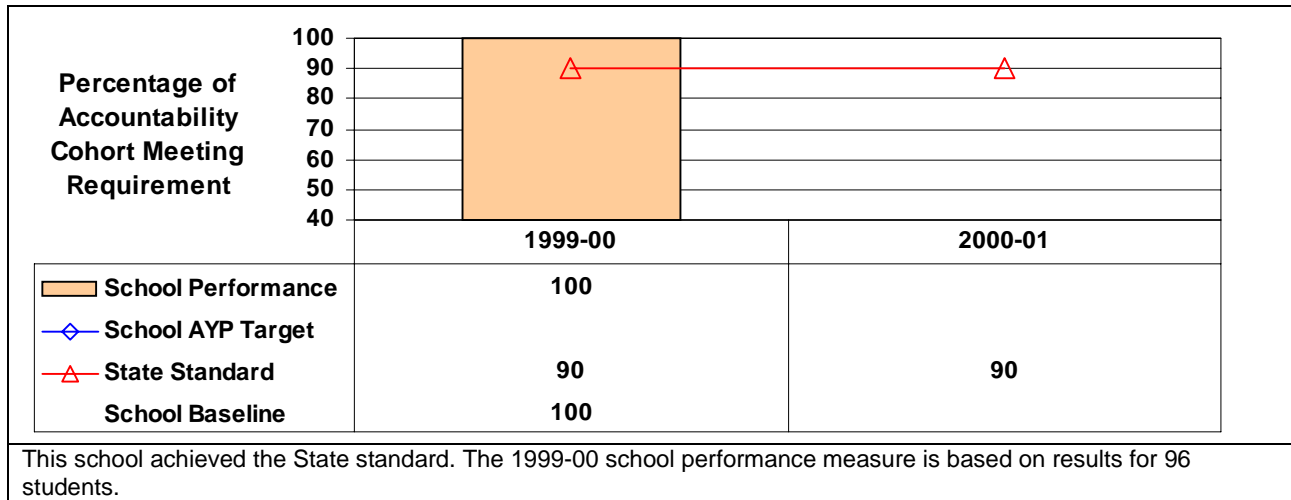 Percentage of
Accountability
Cohort Meeting
Requirement
100
90
80
70
60
50
40
1999-00 2000-01
School Performance 100
School AYP Target
State Standard 90 90
School Baseline 100
This school achieved the State standard. The 1999-00 school performance measure is based on results for 96
students.